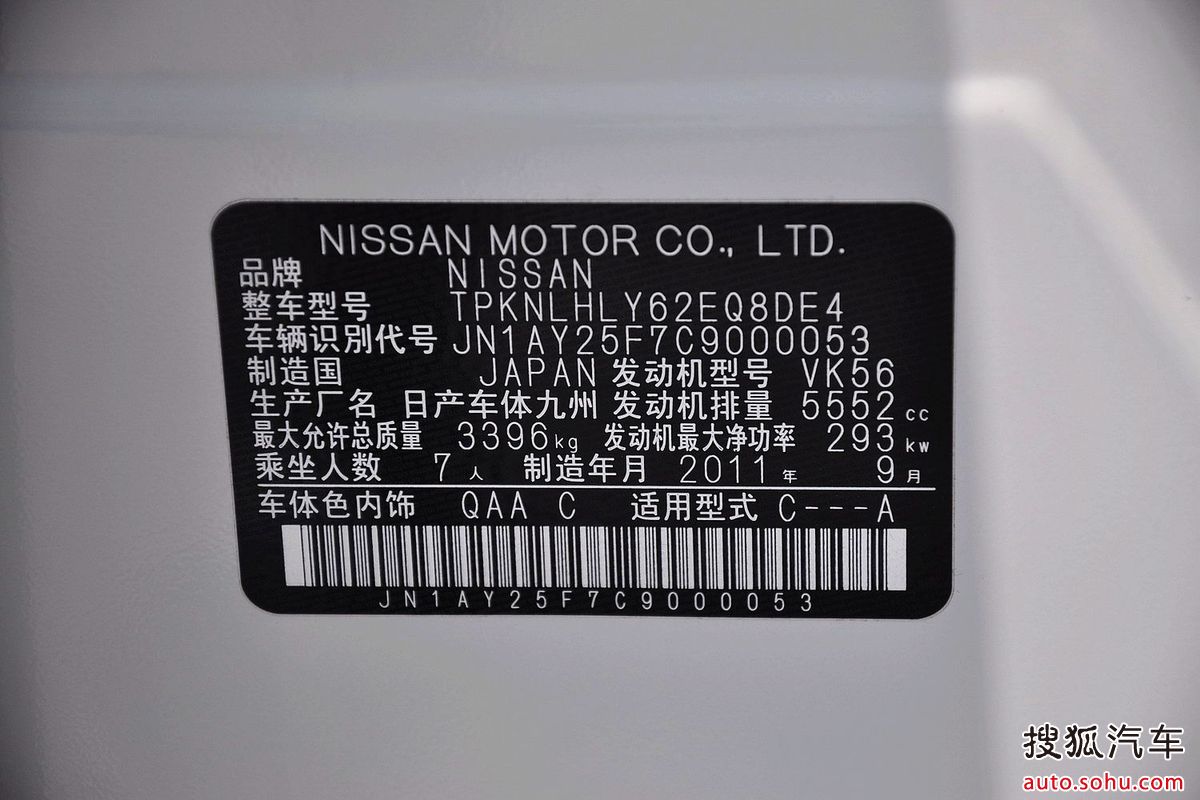 NISSAN MOTOR CO., LTD.
品牌 NISSAN
整车型号 TPKNLHLY62EQ8DE4
车辆识别代号 JN1AY25F7C9000053
制造国 JAPAN 发动机型号 VK56
生产厂名 日产车体九州 发动机排量 5552 cc
最大允许总质量 3396 kg 发动机最大净功率 293 kw
乘坐人数 7 人 制造年月 2011 年 9 月
车体色内饰 QAA C 适用型式 C---A
JN1AY25F7C9000053
搜狐汽车
auto.sohu.com